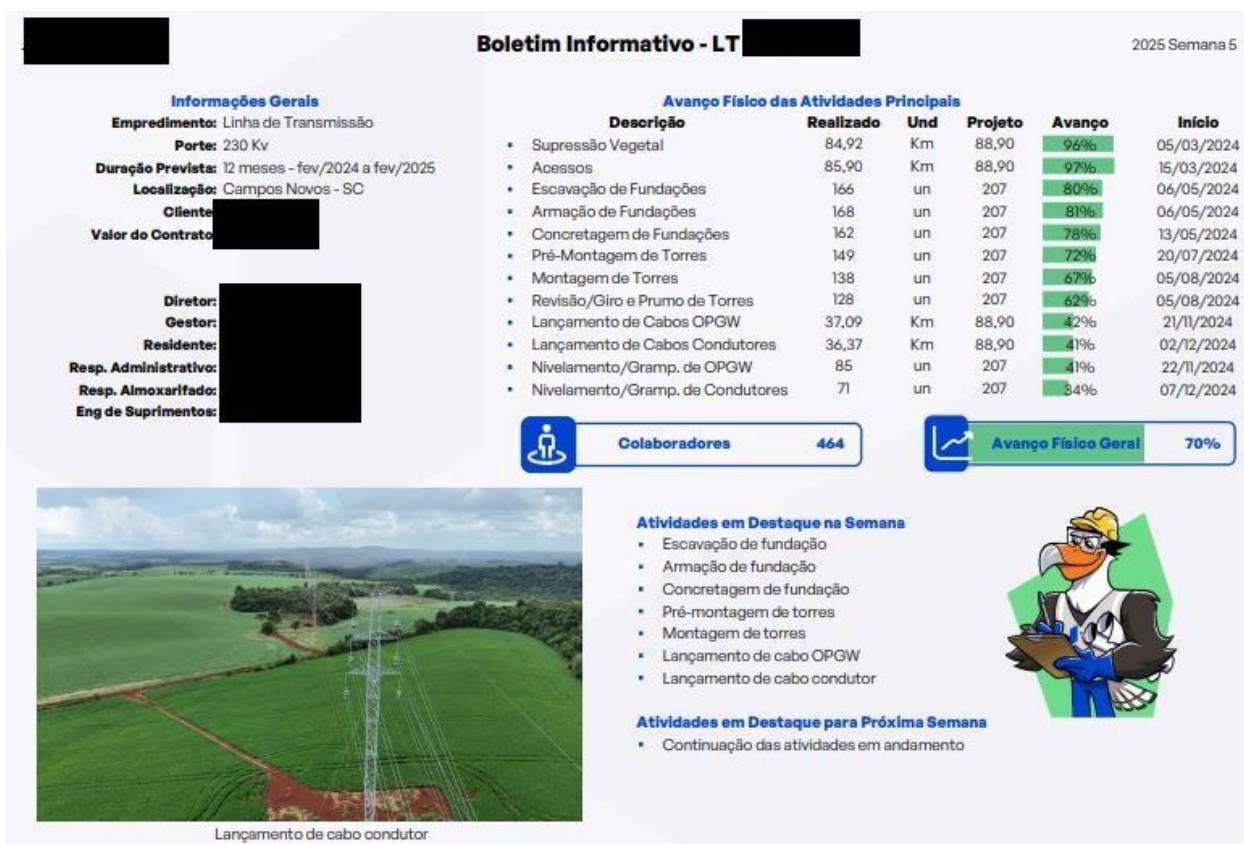 Boletim Informativo - LT
2025 Semana 5
Informações Gerais
Empredimento: Linha de Transmissão
Porte: 230 Kv
Duração Prevista: 12 meses - fev/2024 a fev/2025
Localização: Campos Novos - SC
Cliente
Valor do Contrato
Diretor:
Gestor:
Residente:
Resp. Administrativo:
Resp. Almoxarifado:
Eng de Suprimentos:
Avanço Físico das Atividades Principais
Descrição Realizado Und Projeto Avanço Início
Supressão Vegetal 84,92 Km 88,90 96% 05/03/2024
Acessos 85,90 Km 88,90 97% 15/03/2024
Escavação de Fundações 166 un 207 80% 06/05/2024
Armação de Fundações 168 un 207 81% 06/05/2024
Concretagem de Fundações 162 un 207 78% 13/05/2024
Pré-Montagem de Torres 149 un 207 72% 20/07/2024
Montagem de Torres 138 un 207 67% 05/08/2024
Revisão/Giro e Prumo de Torres 128 un 207 62% 05/08/2024
Lançamento de Cabos OPGW 37,09 Km 88,90 42% 21/11/2024
Lançamento de Cabos Condutores 36,37 Km 88,90 41% 02/12/2024
Nivelamento/Gramp. de OPGW 85 un 207 41% 22/11/2024
Nivelamento/Gramp. de Condutores 71 un 207 34% 07/12/2024
Colaboradores 464
Avanço Físico Geral 70%
Atividades em Destaque na Semana
Escavação de fundação
Armação de fundação
Concretagem de fundação
Pré-montagem de torres
Montagem de torres
Lançamento de cabo OPGW
Lançamento de cabo condutor
Atividades em Destaque para Próxima Semana
Continuação das atividades em andamento
Lançamento de cabo condutor